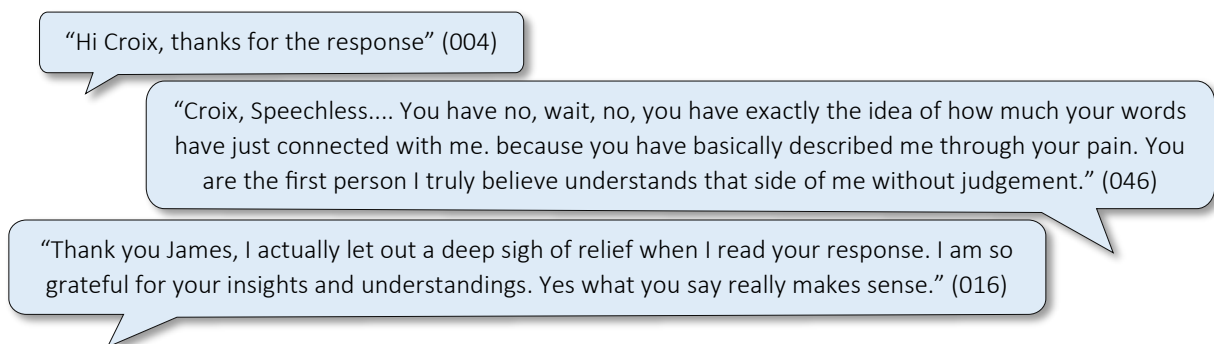 “Hi Croix, thanks for the response” (004)
“Croix, Speechless.... You have no, wait, no, you have exactly the idea of how much your words
have just connected with me. because you have basically described me through your pain. You
are the first person I truly believe understands that side of me without judgement.” (046)
“Thank you James, I actually let out a deep sigh of relief when I read your response. I am so
grateful for your insights and understandings. Yes what you say really makes sense.” (016)